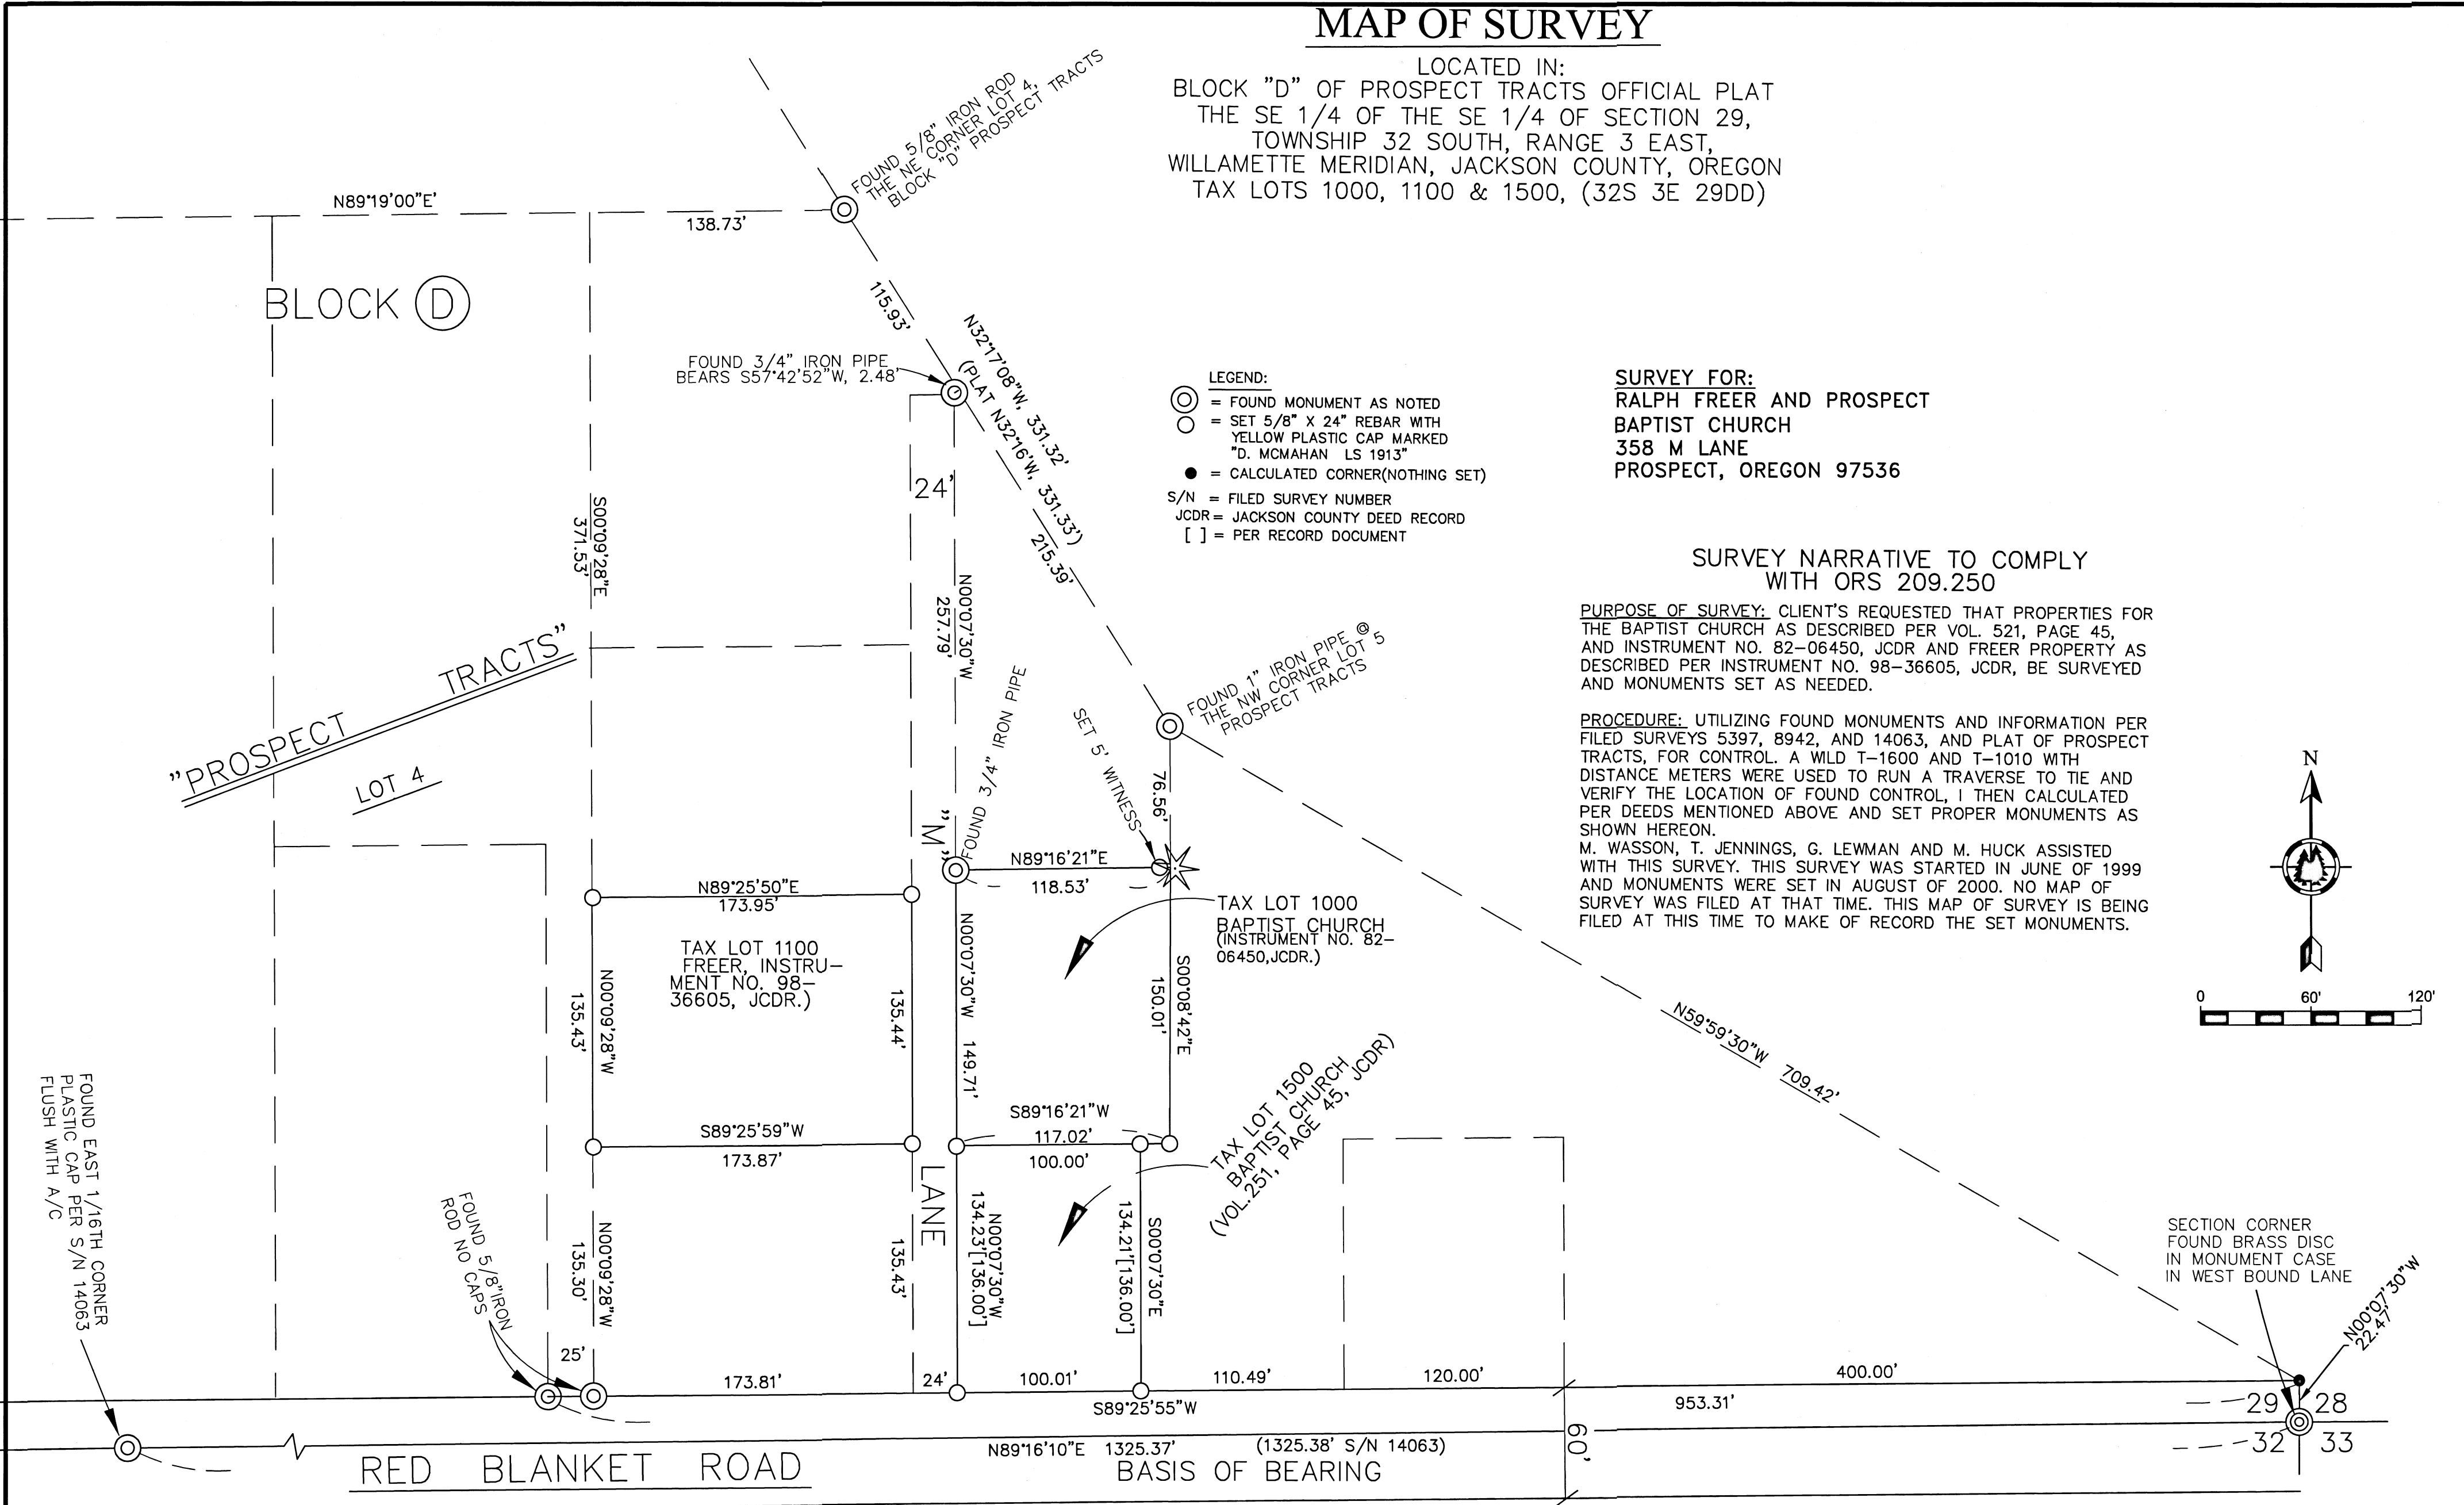 MAP OF SURVEY
LOCATED IN:
BLOCK "D" OF PROSPECT TRACTS OFFICIAL PLAT
THE SE 1/4 OF THE SE 1/4 OF SECTION 29,
TOWNSHIP 32 SOUTH, RANGE 3 EAST,
WILLAMETTE MERIDIAN, JACKSON COUNTY, OREGON
TAX LOTS 1000, 1100 & 1500, (32S 3E 29DD)
FOUND 5/8" IRON ROD
THE NE CORNER LOT 4,
BLOCK "D" PROSPECT TRACTS
N89°19'00"E'
138.73'
BLOCK D
115.93'
FOUND 3/4" IRON PIPE
BEARS S57°42'52"W, 2.48'
N32°17'08"W, 331.32'
(PLAT N32°16'W, 331.33')
215.39'
24'
S00°09'28"E
371.53'
N00°07'30"W
257.79'
LEGEND:
= FOUND MONUMENT AS NOTED
= SET 5/8" X 24" REBAR WITH
YELLOW PLASTIC CAP MARKED
"D. MCMAHAN LS 1913"
= CALCULATED CORNER(NOTHING SET)
S/N = FILED SURVEY NUMBER
JCDR = JACKSON COUNTY DEED RECORD
[ ] = PER RECORD DOCUMENT
SURVEY FOR:
RALPH FREER AND PROSPECT
BAPTIST CHURCH
358 M LANE
PROSPECT, OREGON 97536
SURVEY NARRATIVE TO COMPLY
WITH ORS 209.250
PURPOSE OF SURVEY: CLIENT'S REQUESTED THAT PROPERTIES FOR
THE BAPTIST CHURCH AS DESCRIBED PER VOL. 521, PAGE 45,
AND INSTRUMENT NO. 82-06450, JCDR AND FREER PROPERTY AS
DESCRIBED PER INSTRUMENT NO. 98-36605, JCDR, BE SURVEYED
AND MONUMENTS SET AS NEEDED.
PROCEDURE: UTILIZING FOUND MONUMENTS AND INFORMATION PER
FILED SURVEYS 5397, 8942, AND 14063, AND PLAT OF PROSPECT
TRACTS, FOR CONTROL. A WILD T-1600 AND T-1010 WITH
DISTANCE METERS WERE USED TO RUN A TRAVERSE TO TIE AND
VERIFY THE LOCATION OF FOUND CONTROL, I THEN CALCULATED
PER DEEDS MENTIONED ABOVE AND SET PROPER MONUMENTS AS
SHOWN HEREON.
M. WASSON, T. JENNINGS, G. LEWMAN AND M. HUCK ASSISTED
WITH THIS SURVEY. THIS SURVEY WAS STARTED IN JUNE OF 1999
AND MONUMENTS WERE SET IN AUGUST OF 2000. NO MAP OF
SURVEY WAS FILED AT THAT TIME. THIS MAP OF SURVEY IS BEING
FILED AT THIS TIME TO MAKE OF RECORD THE SET MONUMENTS.
N
0 60' 120'
"PROSPECT TRACTS"
LOT 4
FOUND 1" IRON PIPE @
THE NW CORNER LOT 5
PROSPECT TRACTS
SET 5' WITNESS
FOUND 3/4" IRON PIPE
76.56'
"M"
LANE
N89°16'21"E
118.53'
N89°25'50"E
173.95'
TAX LOT 1100
FREER, INSTRU-
MENT NO. 98-
36605, JCDR.)
N00°09'28"W
135.43'
135.44'
N00°07'30"W 149.71'
TAX LOT 1000
BAPTIST CHURCH
(INSTRUMENT NO. 82-
06450,JCDR.)
S00°08'42"E
150.01'
S89°25'59"W
173.87'
S89°16'21"W
117.02'
100.00'
TAX LOT 1500
BAPTIST CHURCH
(VOL.251, PAGE 45, JCDR)
N59°59'30"W 709.42'
FOUND EAST 1/16TH CORNER
PLASTIC CAP PER S/N 14063
FLUSH WITH A/C
FOUND 5/8"IRON
ROD NO CAPS
N00°09'28"W
135.30'
135.43'
N00°07'30"W
134.23'[136.00']
S00°07'30"E
134.21'[136.00']
SECTION CORNER
FOUND BRASS DISC
IN MONUMENT CASE
IN WEST BOUND LANE
N00°07'30"W
22.47'
25'
173.81'
24'
100.01'
110.49'
120.00'
400.00'
S89°25'55"W
953.31'
29 28
32 33
60'
N89°16'10"E 1325.37' (1325.38' S/N 14063)
RED BLANKET ROAD
BASIS OF BEARING